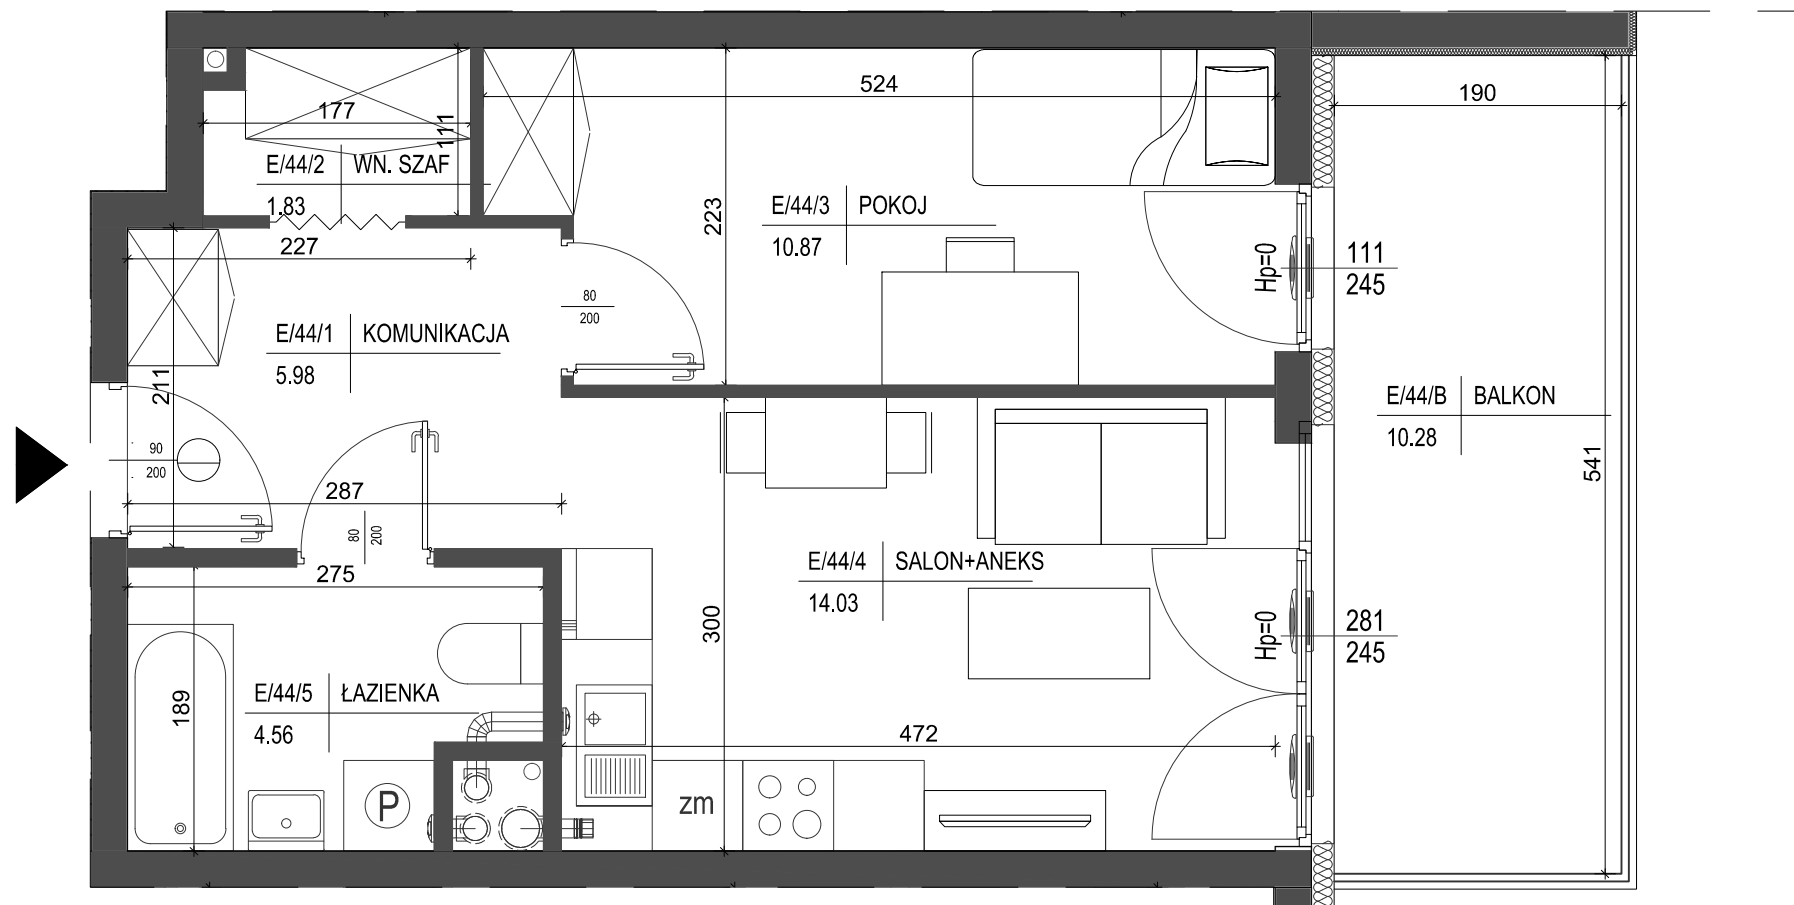 524
190
177
111
E/44/2 WN. SZAF
1.83
227
E/44/3 POKOJ
10.87
223
Hp=0
111
245
80
200
E/44/1 KOMUNIKACJA
5.98
211
E/44/B BALKON
10.28
541
90
200
287
80
200
275
E/44/4 SALON+ANEKS
14.03
300
Hp=0
281
245
E/44/5 ŁAZIENKA
4.56
189
472
P
zm